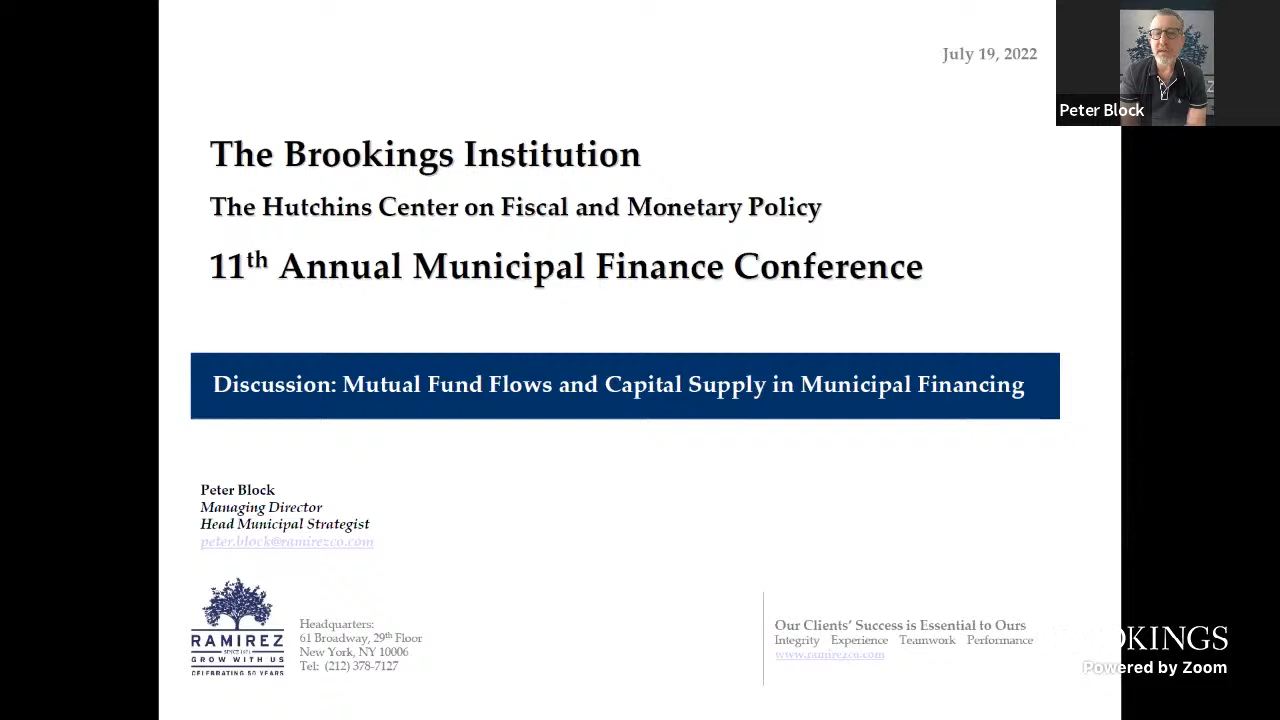 July 19, 2022
Peter Block
The Brookings Institution
The Hutchins Center on Fiscal and Monetary Policy
11th Annual Municipal Finance Conference
Discussion: Mutual Fund Flows and Capital Supply in Municipal Financing
Peter Block
Managing Director
Head Municipal Strategist
peter.block@ramirezco.com
RAMIREZ
SINCE 1971
GROW WITH US
CELEBRATING 50 YEARS
Headquarters:
61 Broadway, 29th Floor
New York, NY 10006
Tel: (212) 378-7127
Our Clients' Success is Essential to Ours
Integrity Experience Teamwork Performance
www.ramirezco.com
OKINGS
Powered by Zoom